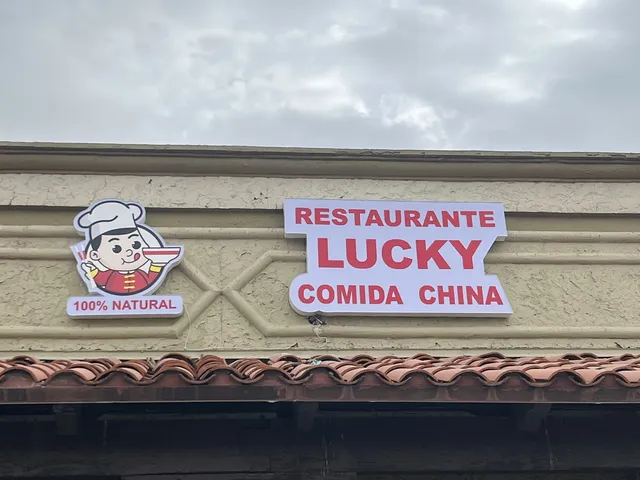 100% NATURAL
RESTAURANTE
LUCKY
COMIDA CHINA